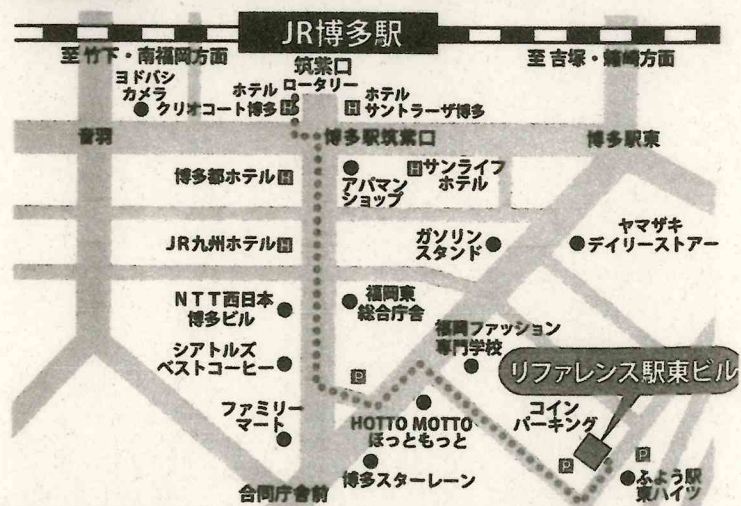 JR博多駅
至 竹下・南福岡方面
筑紫口
至 吉塚・箱崎方面
ヨドバシ
カメラ
ホテル
クリオコート博多 H
ロータリー
H ホテル
サントラーザ博多
音羽
博多駅筑紫口
博多駅東
博多都ホテル H
アパマン
ショップ
H サンライフ
ホテル
JR九州ホテル H
ガソリン
スタンド
ヤマザキ
デイリーストアー
NTT西日本
博多ビル
福岡東
総合庁舎
福岡ファッション
専門学校
シアトルズ
ベストコーヒー
P
リファレンス駅東ビル
ファミリー
マート
HOTTO MOTTO
ほっともっと
コイン
パーキング
博多スターレーン
P
P
ふよう駅
東ハイツ
合同庁舎前